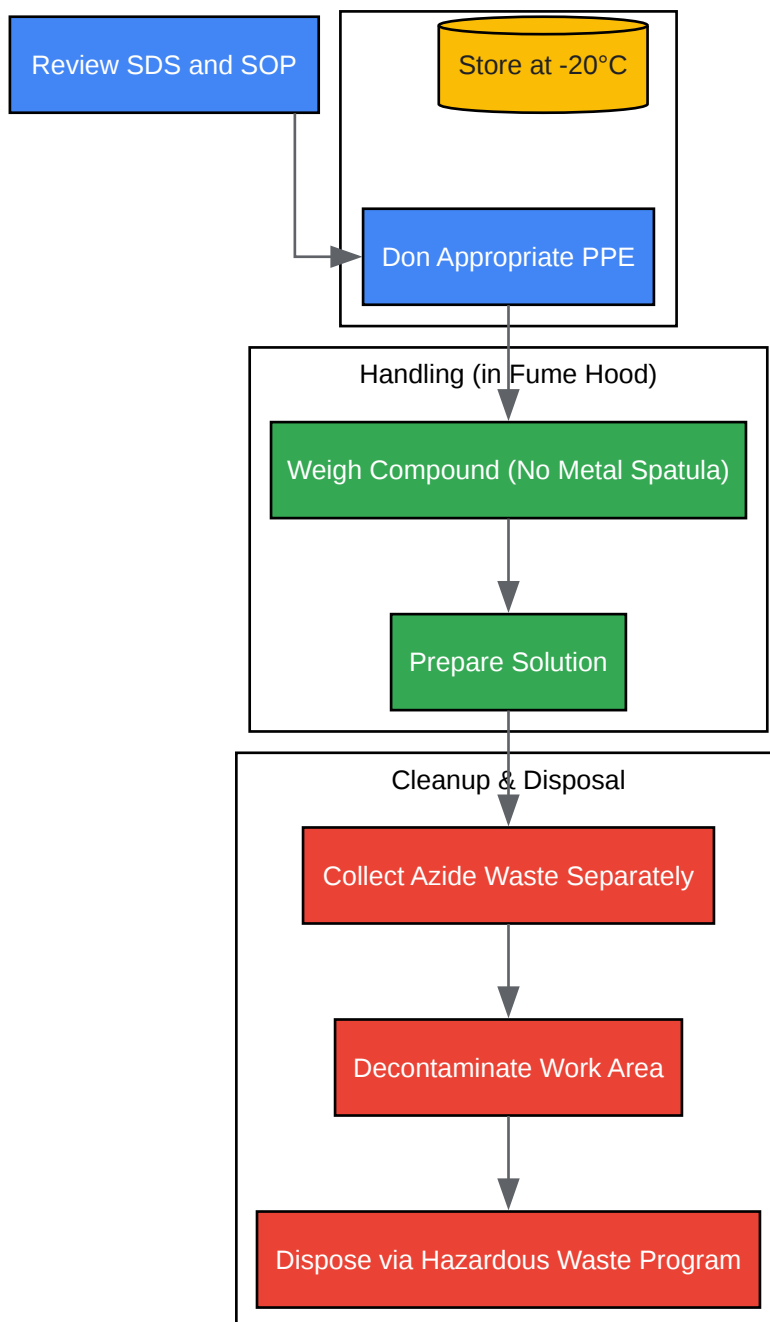 Review SDS and SOP
Store at -20°C
Don Appropriate PPE
Handling (in Fume Hood)
Weigh Compound (No Metal Spatula)
Prepare Solution
Cleanup & Disposal
Collect Azide Waste Separately
Decontaminate Work Area
Dispose via Hazardous Waste Program